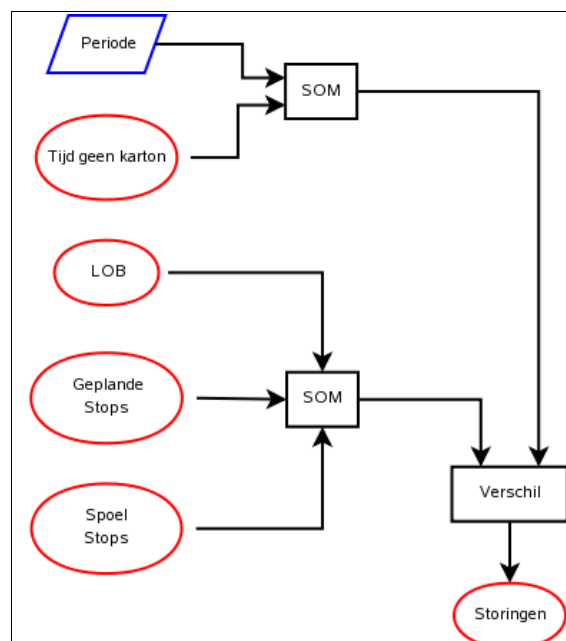 Periode
SOM
Tijd geen karton
LOB
Geplande
Stops
SOM
Spoel
Stops
Verschil
Storingen